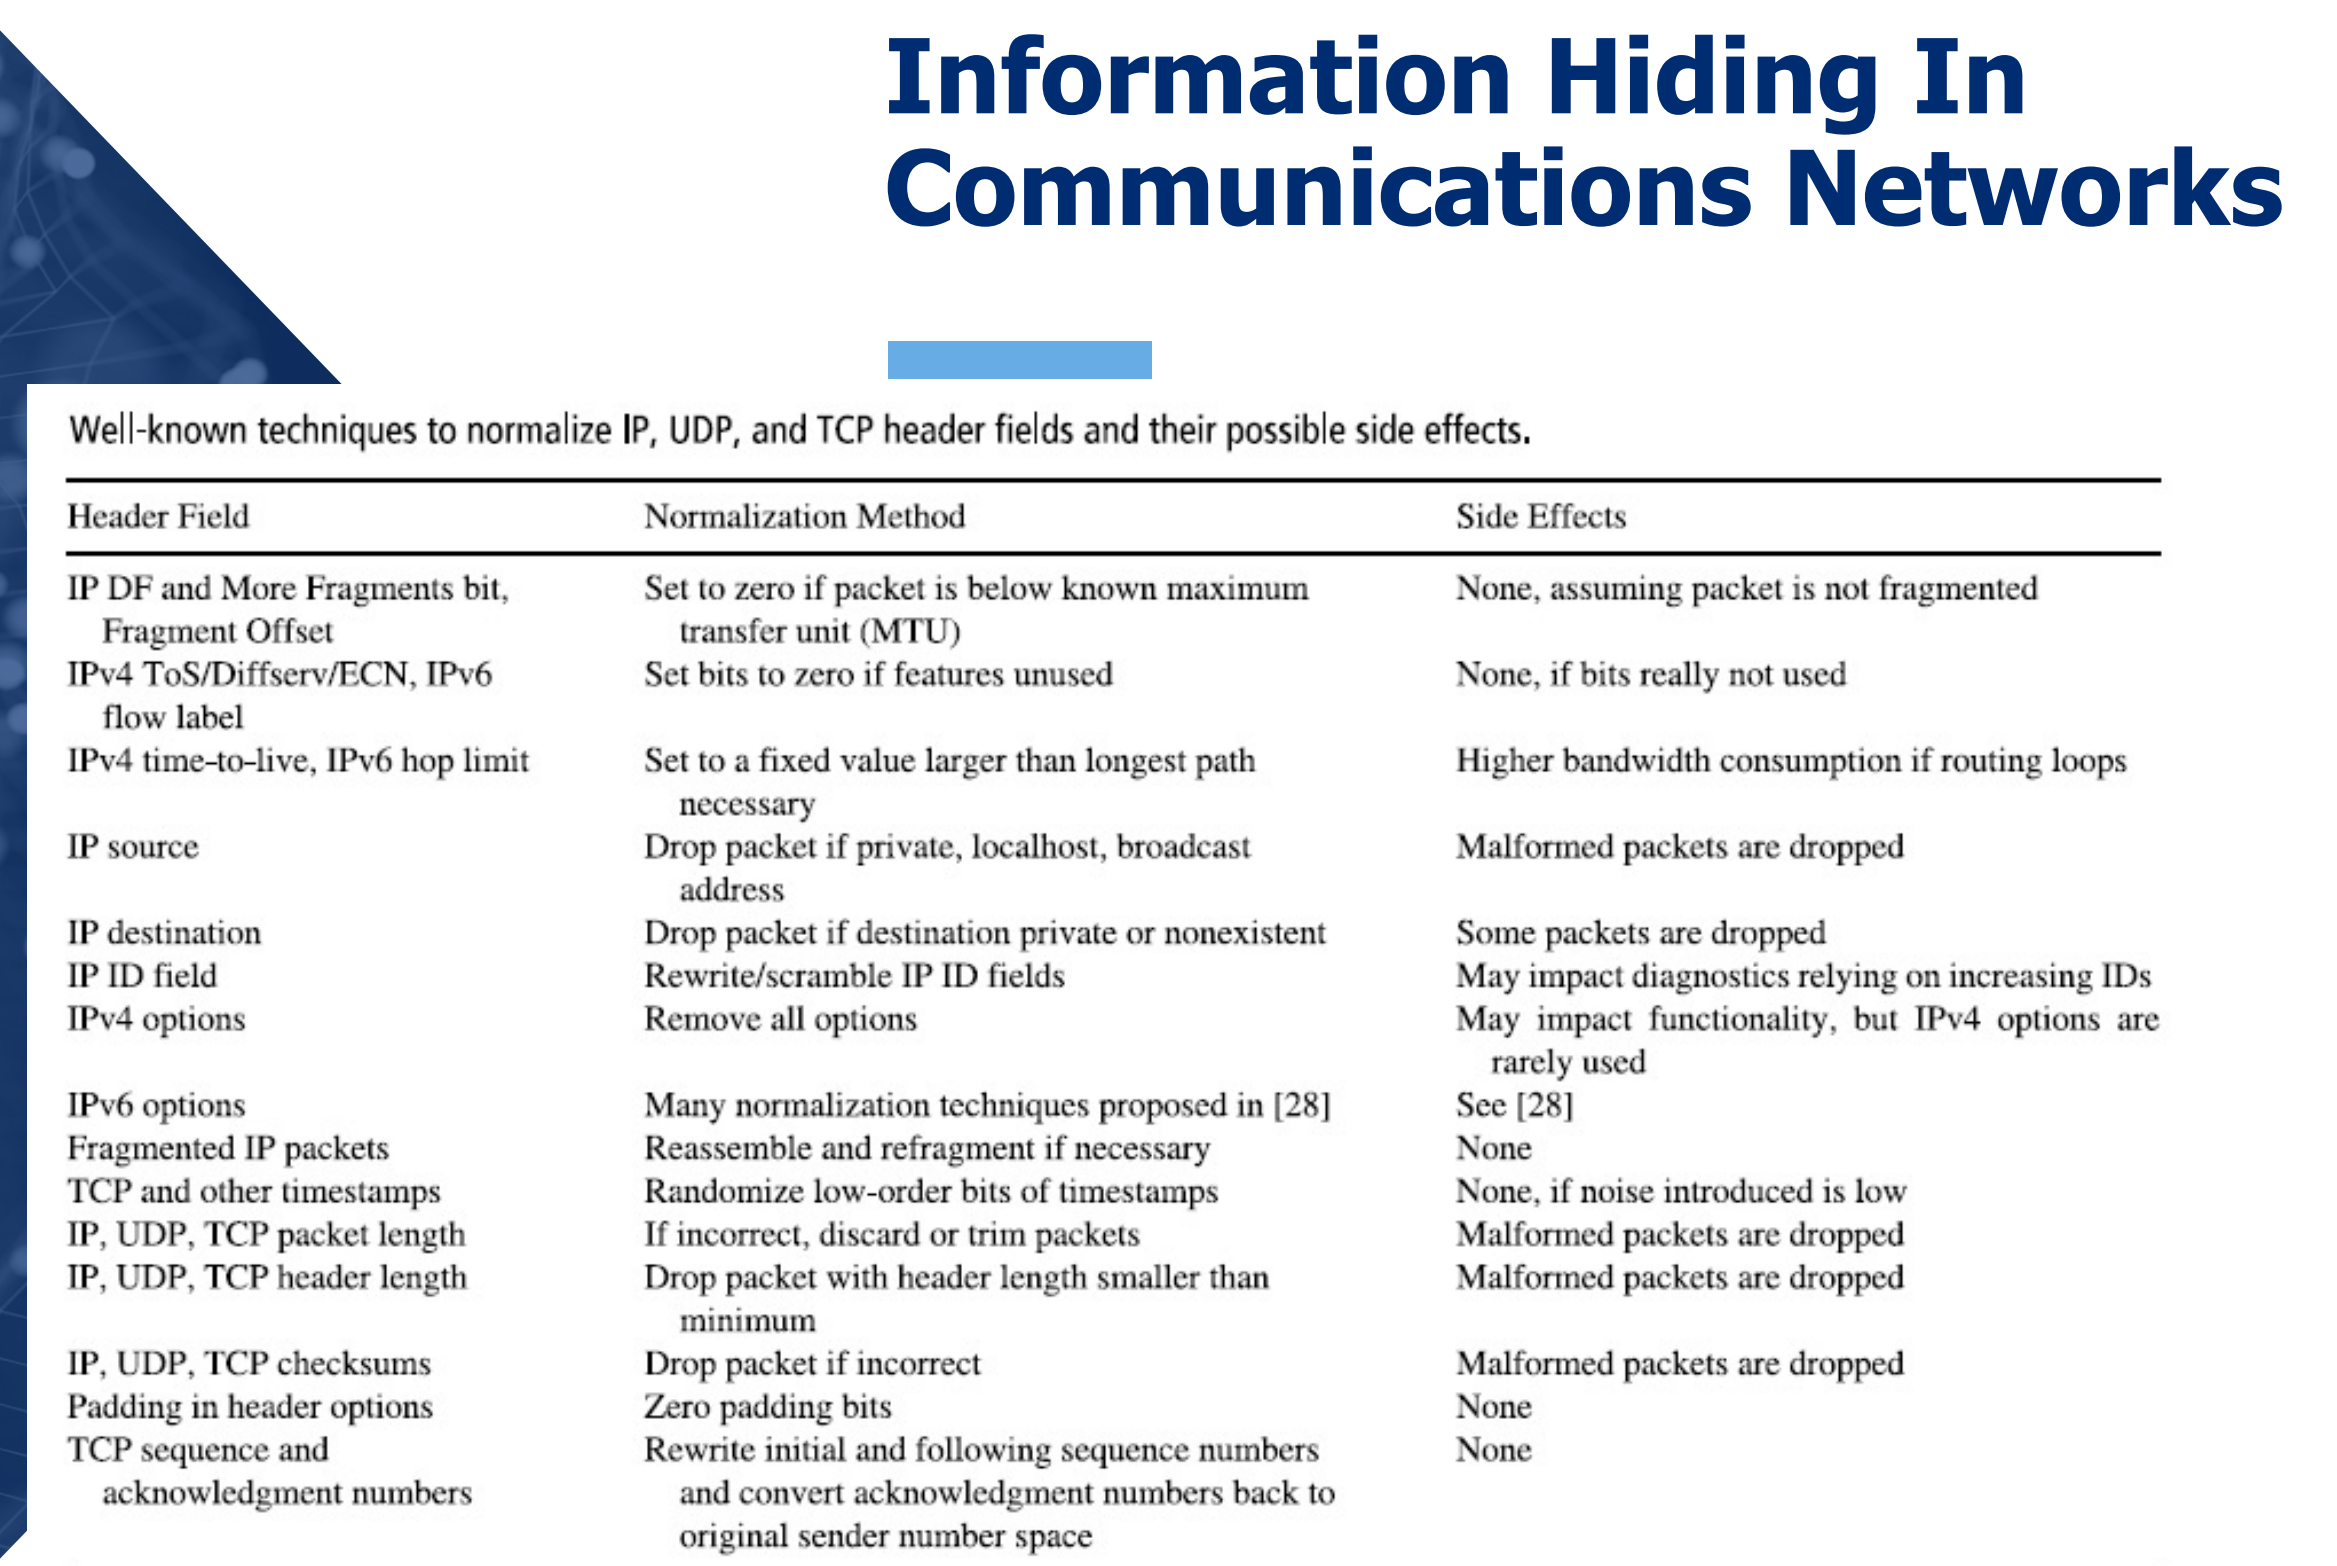 Information Hiding In
Communications Networks
Well-known techniques to normalize IP, UDP, and TCP header fields and their possible side effects.
Header Field Normalization Method Side Effects
IP DF and More Fragments bit, Set to zero if packet is below known maximum None, assuming packet is not fragmented
Fragment Offset transfer unit (MTU)
IPv4 ToS/Diffserv/ECN, IPv6 Set bits to zero if features unused None, if bits really not used
flow label
IPv4 time-to-live, IPv6 hop limit Set to a fixed value larger than longest path Higher bandwidth consumption if routing loops
necessary
IP source Drop packet if private, localhost, broadcast Malformed packets are dropped
address
IP destination Drop packet if destination private or nonexistent Some packets are dropped
IP ID field Rewrite/scramble IP ID fields May impact diagnostics relying on increasing IDs
IPv4 options Remove all options May impact functionality, but IPv4 options are
rarely used
IPv6 options Many normalization techniques proposed in [28] See [28]
Fragmented IP packets Reassemble and refragment if necessary None
TCP and other timestamps Randomize low-order bits of timestamps None, if noise introduced is low
IP, UDP, TCP packet length If incorrect, discard or trim packets Malformed packets are dropped
IP, UDP, TCP header length Drop packet with header length smaller than Malformed packets are dropped
minimum
IP, UDP, TCP checksums Drop packet if incorrect Malformed packets are dropped
Padding in header options Zero padding bits None
TCP sequence and Rewrite initial and following sequence numbers None
acknowledgment numbers and convert acknowledgment numbers back to
original sender number space